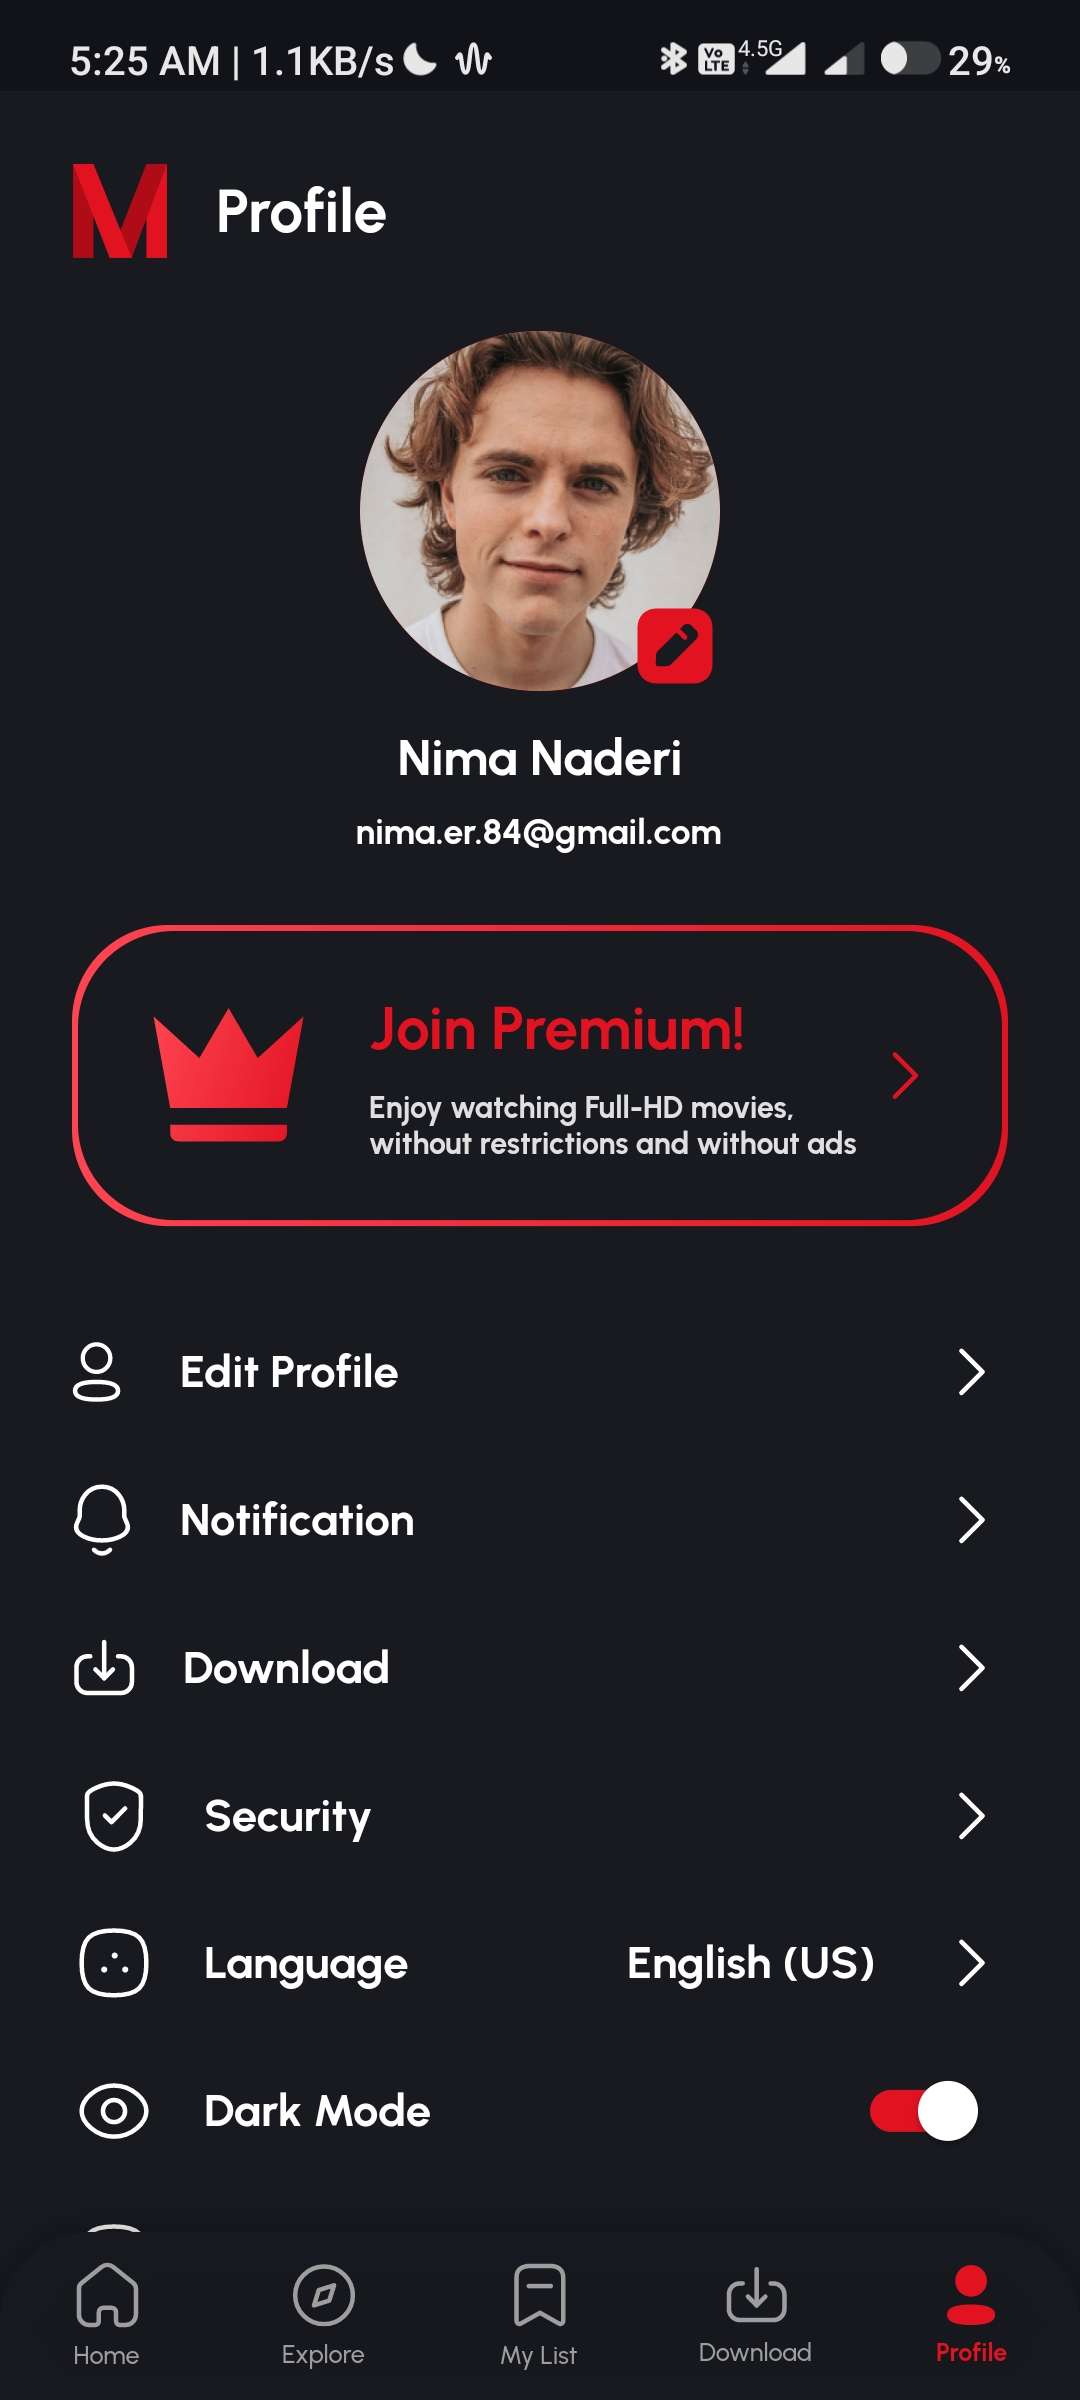 5:25 AM | 1.1KB/s Vo LTE 4.5G 29%
M Profile
Nima Naderi
nima.er.84@gmail.com
Join Premium!
Enjoy watching Full-HD movies,
without restrictions and without ads
Edit Profile
Notification
Download
Security
Language English (US)
Dark Mode
Home Explore My List Download Profile